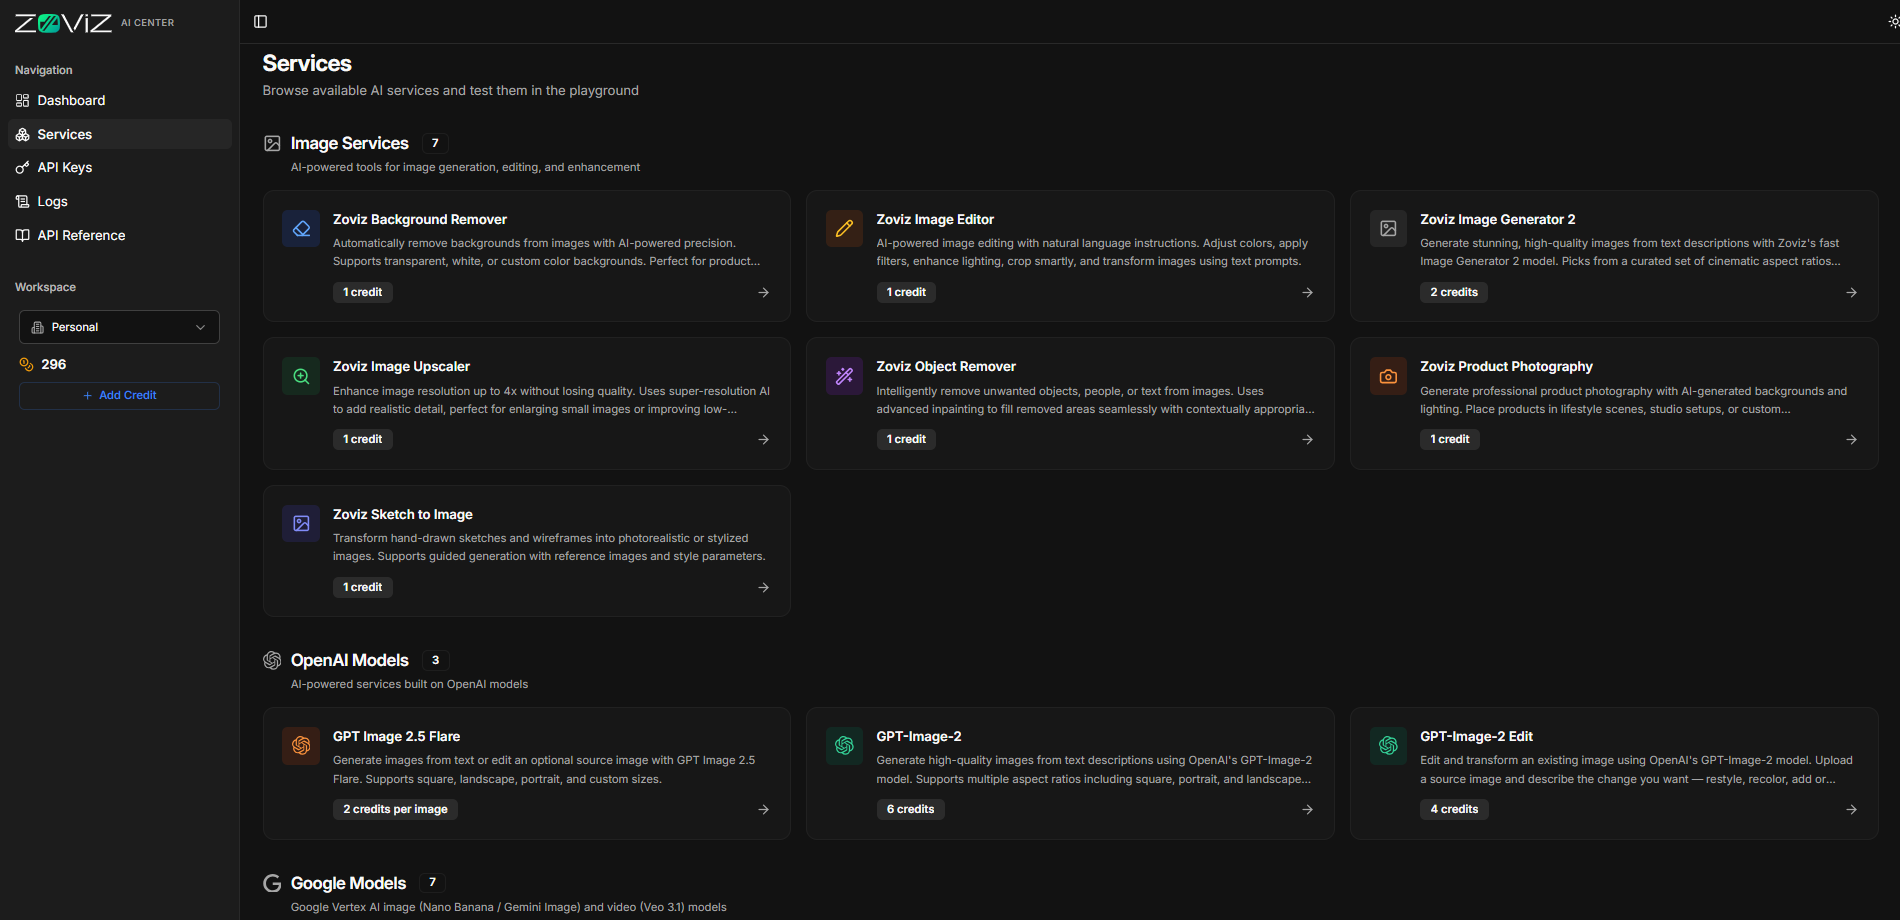 ZOViZ AI CENTER
Navigation
Dashboard
Services
API Keys
Logs
API Reference
Workspace
Personal
296
+ Add Credit
Services
Browse available AI services and test them in the playground
Image Services 7
AI-powered tools for image generation, editing, and enhancement
Zoviz Background Remover
Automatically remove backgrounds from images with AI-powered precision.
Supports transparent, white, or custom color backgrounds. Perfect for product...
1 credit
Zoviz Image Editor
AI-powered image editing with natural language instructions. Adjust colors, apply
filters, enhance lighting, crop smartly, and transform images using text prompts.
1 credit
Zoviz Image Generator 2
Generate stunning, high-quality images from text descriptions with Zoviz's fast
Image Generator 2 model. Picks from a curated set of cinematic aspect ratios...
2 credits
Zoviz Image Upscaler
Enhance image resolution up to 4x without losing quality. Uses super-resolution AI
to add realistic detail, perfect for enlarging small images or improving low-...
1 credit
Zoviz Object Remover
Intelligently remove unwanted objects, people, or text from images. Uses
advanced inpainting to fill removed areas seamlessly with contextually appropria...
1 credit
Zoviz Product Photography
Generate professional product photography with AI-generated backgrounds and
lighting. Place products in lifestyle scenes, studio setups, or custom...
1 credit
Zoviz Sketch to Image
Transform hand-drawn sketches and wireframes into photorealistic or stylized
images. Supports guided generation with reference images and style parameters.
1 credit
OpenAI Models 3
AI-powered services built on OpenAI models
GPT Image 2.5 Flare
Generate images from text or edit an optional source image with GPT Image 2.5
Flare. Supports square, landscape, portrait, and custom sizes.
2 credits per image
GPT-Image-2
Generate high-quality images from text descriptions using OpenAI's GPT-Image-2
model. Supports multiple aspect ratios including square, portrait, and landscape...
6 credits
GPT-Image-2 Edit
Edit and transform an existing image using OpenAI's GPT-Image-2 model. Upload
a source image and describe the change you want — restyle, recolor, add or...
4 credits
Google Models 7
Google Vertex AI image (Nano Banana / Gemini Image) and video (Veo 3.1) models